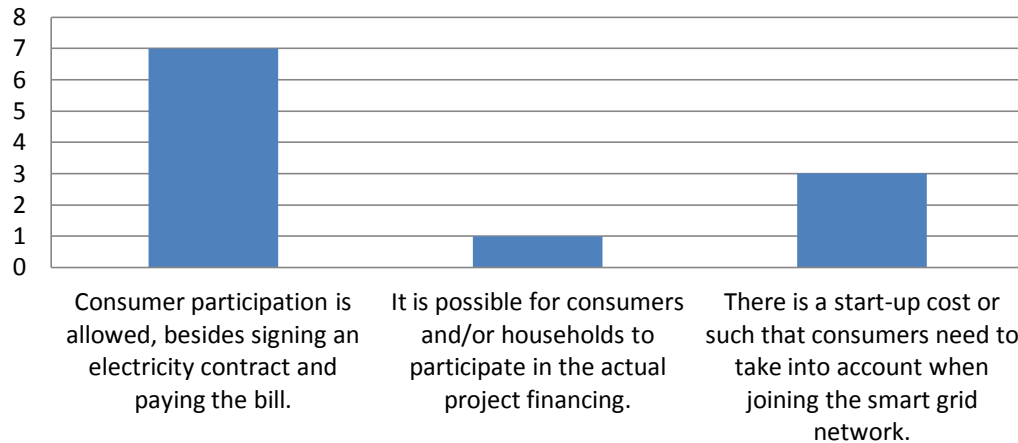 8
7
6
5
4
3
2
1
0
Consumer participation is
allowed, besides signing an
electricity contract and
paying the bill.
It is possible for consumers
and/or households to
participate in the actual
project financing.
There is a start-up cost or
such that consumers need to
take into account when
joining the smart grid
network.